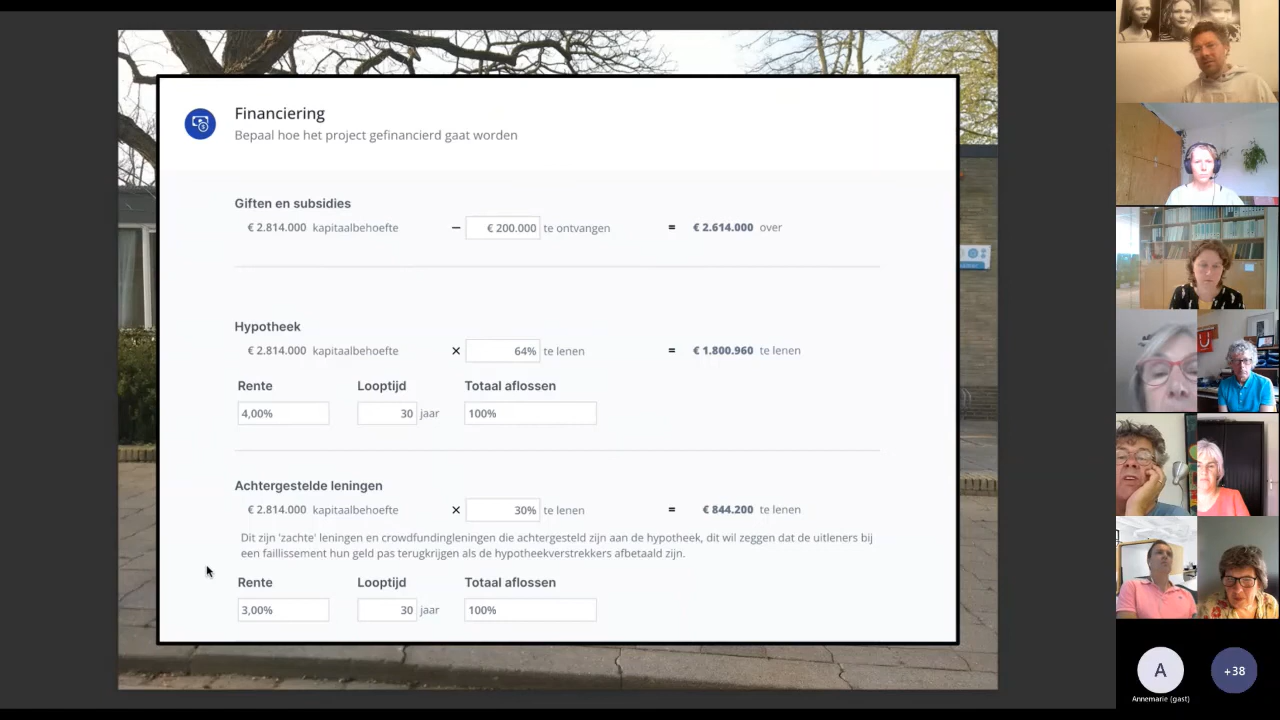 Financiering
Bepaal hoe het project gefinancierd gaat worden
Giften en subsidies
€ 2.814.000 kapitaalbehoefte − € 200.000 te ontvangen = € 2.614.000 over
Hypotheek
€ 2.814.000 kapitaalbehoefte × 64% te lenen = € 1.800.960 te lenen
Rente Looptijd Totaal aflossen
4,00% 30 jaar 100%
Achtergestelde leningen
€ 2.814.000 kapitaalbehoefte × 30% te lenen = € 844.200 te lenen
Dit zijn 'zachte' leningen en crowdfundingleningen die achtergesteld zijn aan de hypotheek, dit wil zeggen dat de uitleners bij
een faillissement hun geld pas terugkrijgen als de hypotheekverstrekkers afbetaald zijn.
Rente Looptijd Totaal aflossen
3,00% 30 jaar 100%
A
+38
Annemarie (gast)